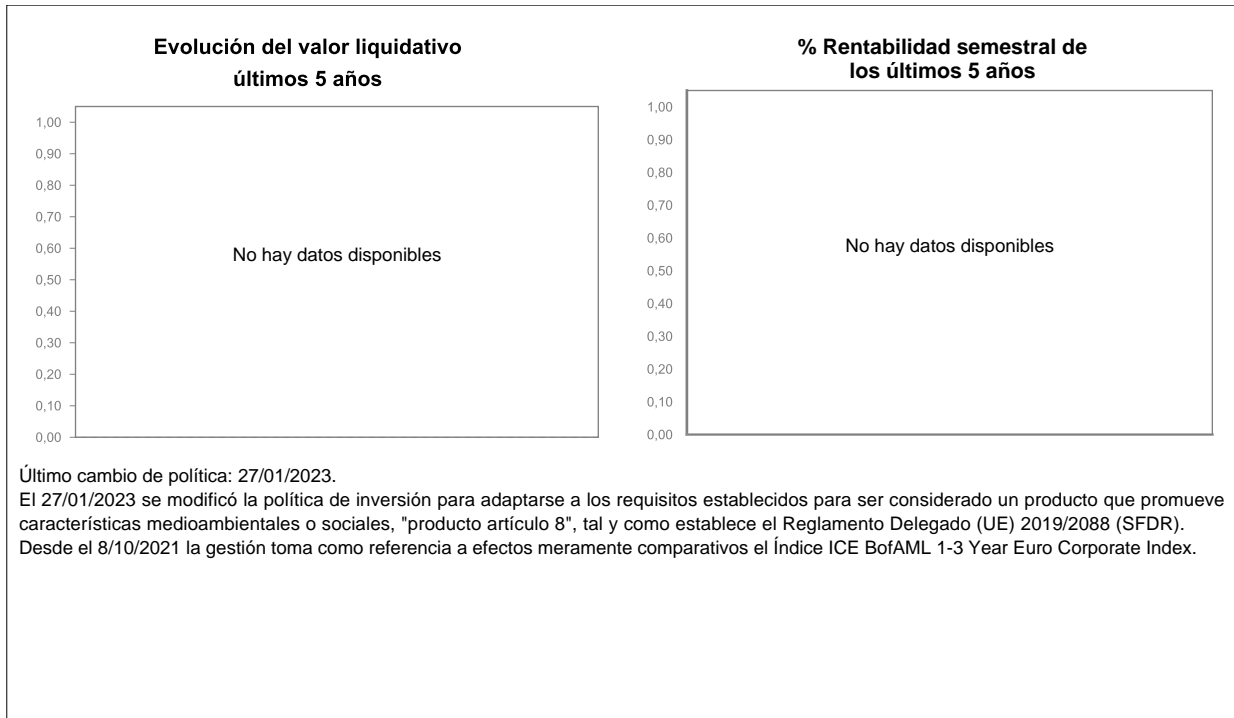 Evolución del valor liquidativo
últimos 5 años
1,00
0,90
0,80
0,70
0,60
0,50
0,40
0,30
0,20
0,10
0,00
No hay datos disponibles
% Rentabilidad semestral de
los últimos 5 años
1,00
0,90
0,80
0,70
0,60
0,50
0,40
0,30
0,20
0,10
0,00
No hay datos disponibles
Último cambio de política: 27/01/2023.
El 27/01/2023 se modificó la política de inversión para adaptarse a los requisitos establecidos para ser considerado un producto que promueve
características medioambientales o sociales, "producto artículo 8", tal y como establece el Reglamento Delegado (UE) 2019/2088 (SFDR).
Desde el 8/10/2021 la gestión toma como referencia a efectos meramente comparativos el Índice ICE BofAML 1-3 Year Euro Corporate Index.